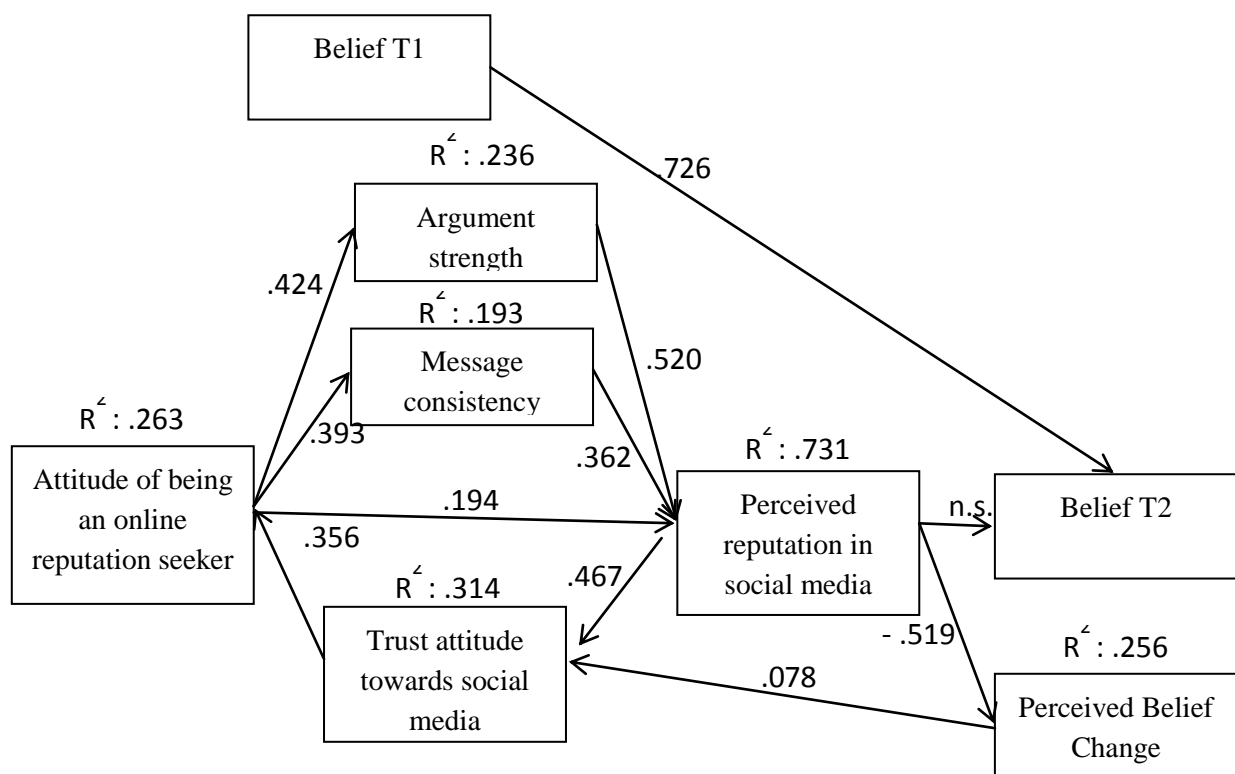 Belief T1
R² : .236
.726
Argument
strength
.424
R² : .193
.520
Message
consistency
R² : .263
.393
.362
R² : .731
Attitude of being
an online
reputation seeker
.194
Perceived
reputation in
social media
n.s.
Belief T2
.356
R² : .314
.467
Trust attitude
towards social
media
- .519
R² : .256
.078
Perceived Belief
Change